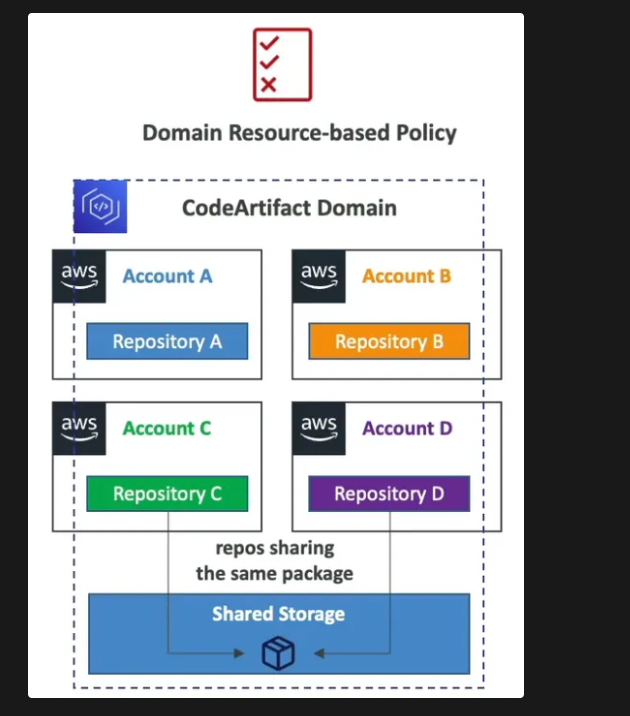 Domain Resource-based Policy
CodeArtifact Domain
aws
Account A
Repository A
aws
Account B
Repository B
aws
Account C
Repository C
aws
Account D
Repository D
repos sharing
the same package
Shared Storage